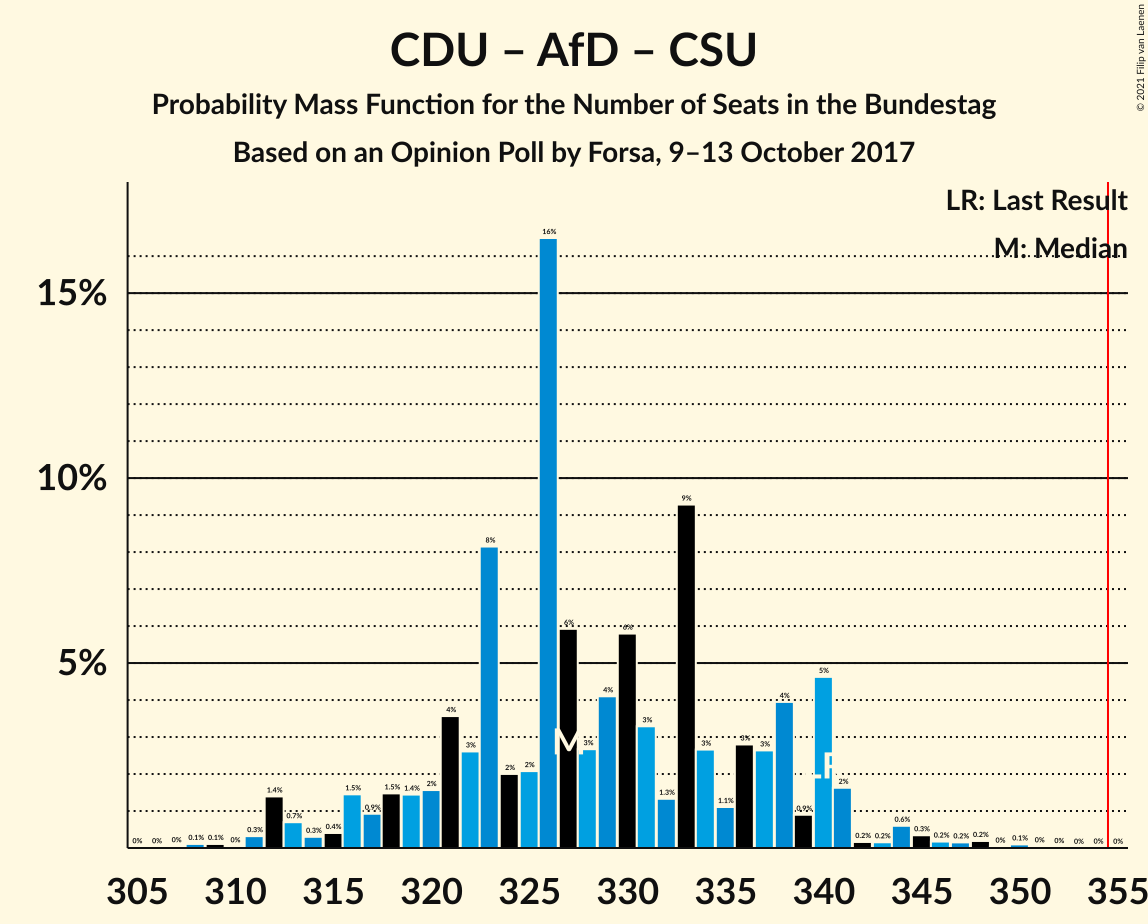 CDU – AfD – CSU
Probability Mass Function for the Number of Seats in the Bundestag
Based on an Opinion Poll by Forsa, 9–13 October 2017
© 2021 Filip van Laenen
LR: Last Result
M: Median
15%
10%
5%
0% 0% 0% 0.1% 0.1% 0% 0.3% 1.4% 0.7% 0.3% 0.4% 1.5% 0.9% 1.5% 1.4% 2% 4% 3% 8% 2% 2% 16% 6% 3% 4% 6% 3% 1.3% 9% 3% 1.1% 3% 3% 4% 0.9% 5% 2% 0.2% 0.2% 0.6% 0.3% 0.2% 0.2% 0.2% 0% 0.1% 0% 0% 0% 0% 0%
M
LR
305 310 315 320 325 330 335 340 345 350 355